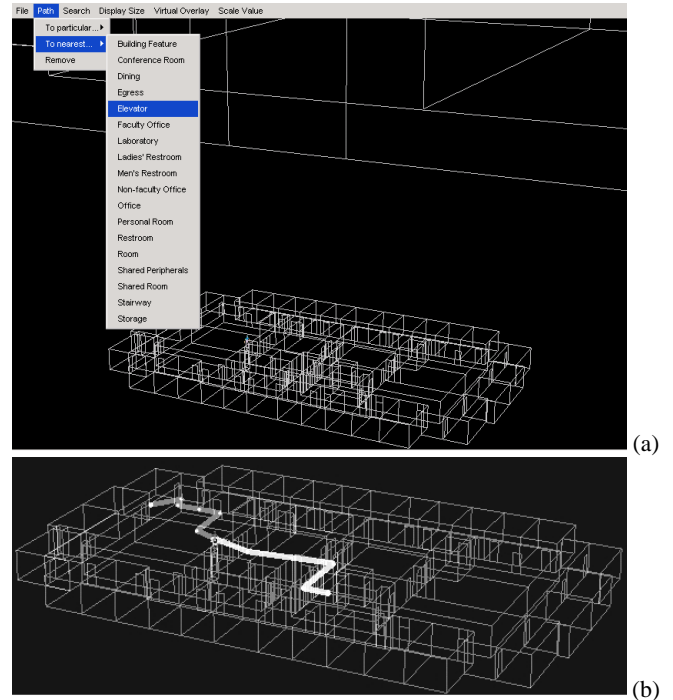 File Path Search Display Size Virtual Overlay Scale Value
To particular...
To nearest...
Remove
Building Feature
Conference Room
Dining
Egress
Elevator
Faculty Office
Laboratory
Ladies' Restroom
Men's Restroom
Non-faculty Office
Office
Personal Room
Restroom
Room
Shared Peripherals
Shared Room
Stairway
Storage
(a)
(b)